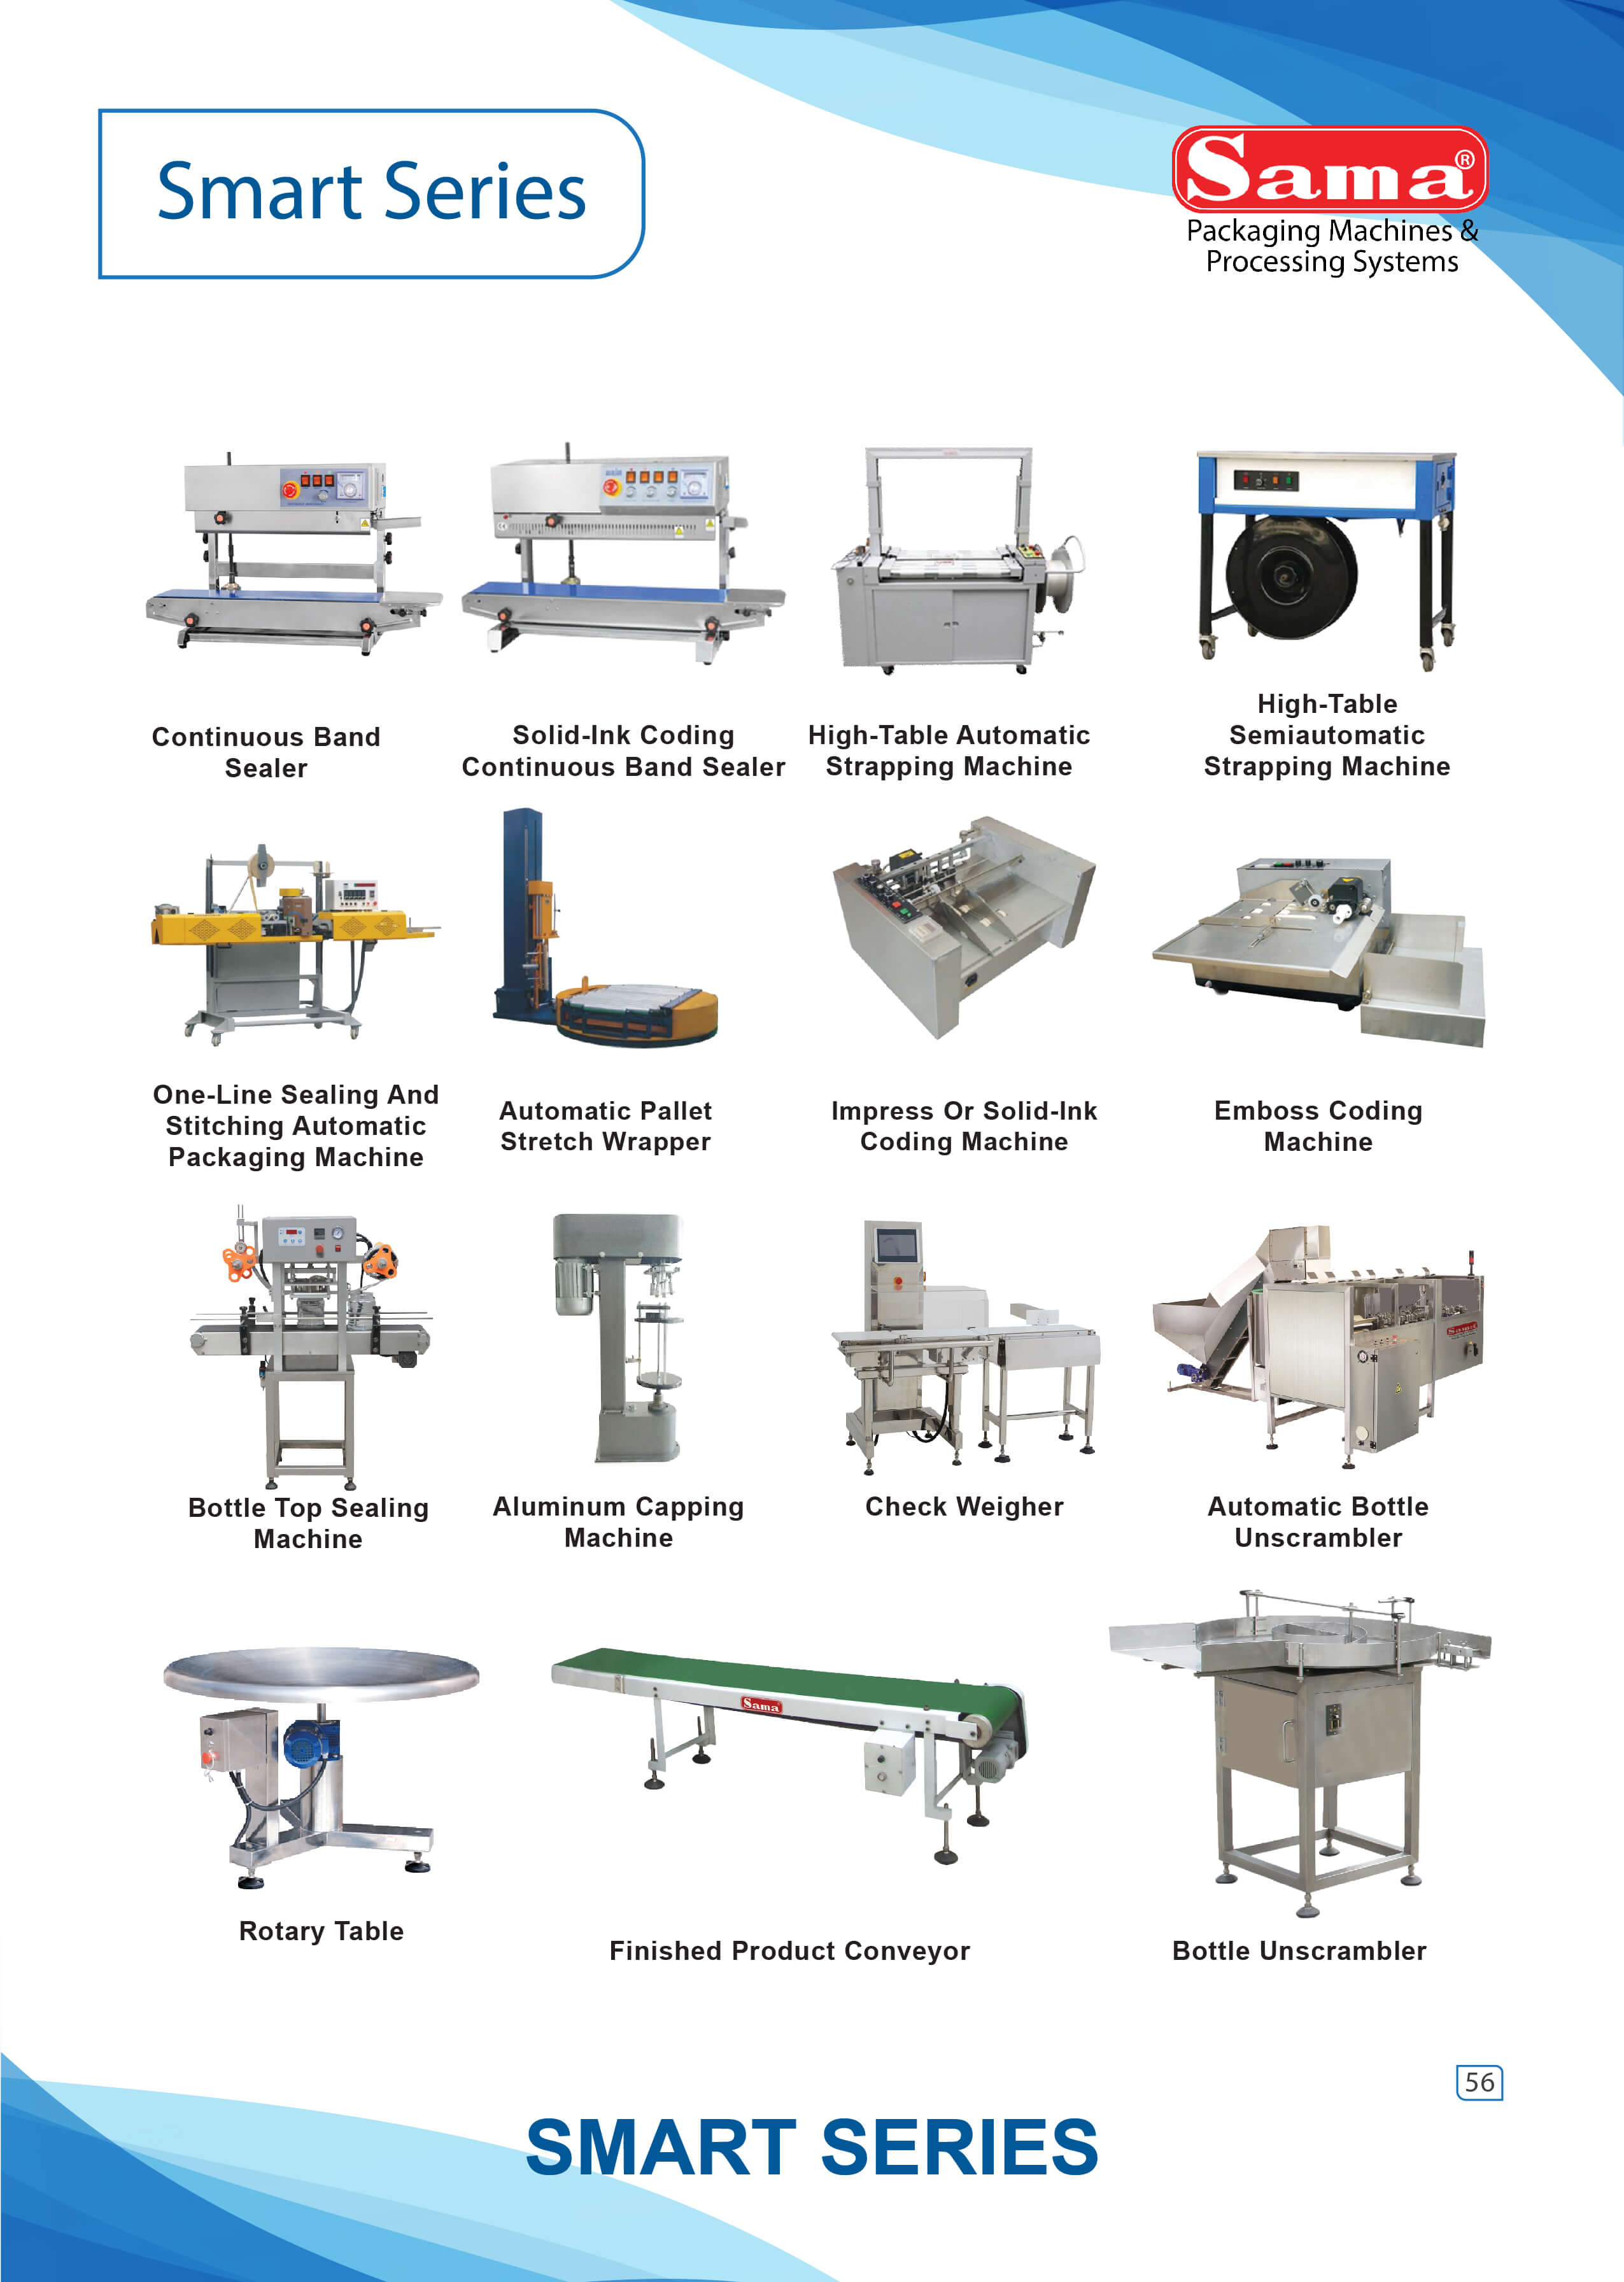 Smart Series
Sama®
Packaging Machines &
Processing Systems
Continuous Band
Sealer
Solid-Ink Coding
Continuous Band Sealer
High-Table Automatic
Strapping Machine
High-Table
Semiautomatic
Strapping Machine
One-Line Sealing And
Stitching Automatic
Packaging Machine
Automatic Pallet
Stretch Wrapper
Impress Or Solid-Ink
Coding Machine
Emboss Coding
Machine
Sama
Bottle Top Sealing
Machine
Aluminum Capping
Machine
Check Weigher
Automatic Bottle
Unscrambler
Sama
Rotary Table
Finished Product Conveyor
Bottle Unscrambler
56
SMART SERIES